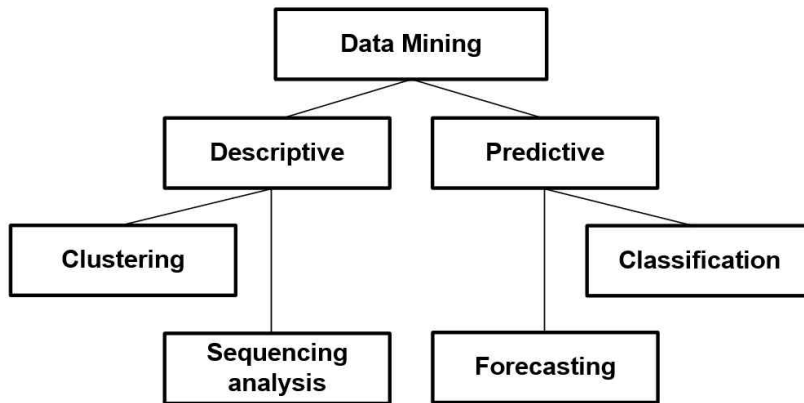 Data Mining
Descriptive
Predictive
Clustering
Classification
Sequencing
analysis
Forecasting